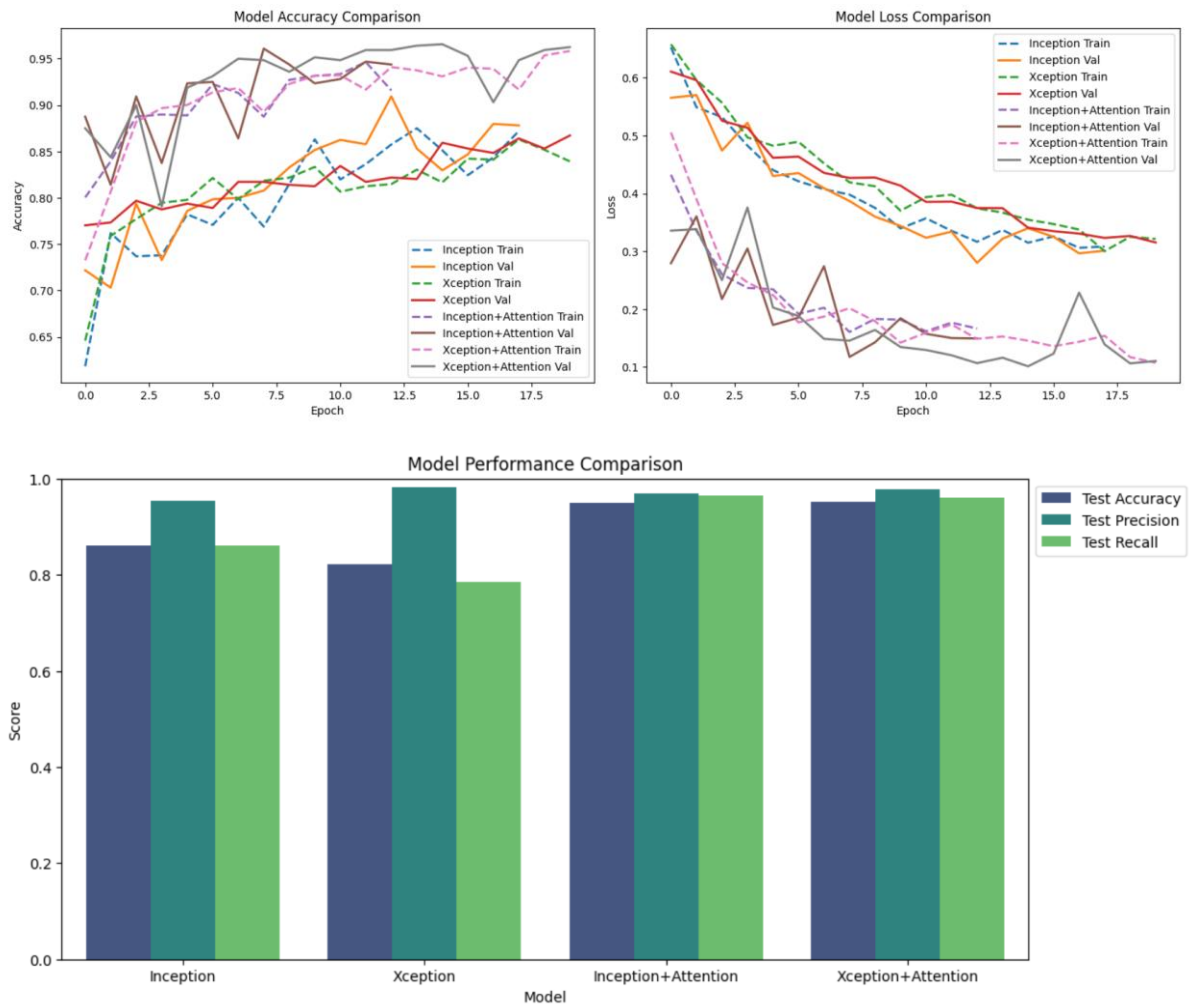 Model Accuracy Comparison
0.95
0.90
0.85
0.80
0.75
0.70
0.65
Accuracy
0.0 2.5 5.0 7.5 10.0 12.5 15.0 17.5
Epoch
Inception Train
Inception Val
Xception Train
Xception Val
Inception+Attention Train
Inception+Attention Val
Xception+Attention Train
Xception+Attention Val
Model Loss Comparison
0.6
0.5
0.4
0.3
0.2
0.1
Loss
0.0 2.5 5.0 7.5 10.0 12.5 15.0 17.5
Epoch
Inception Train
Inception Val
Xception Train
Xception Val
Inception+Attention Train
Inception+Attention Val
Xception+Attention Train
Xception+Attention Val
Model Performance Comparison
1.0
0.8
0.6
0.4
0.2
0.0
Score
Inception Xception Inception+Attention Xception+Attention
Model
Test Accuracy
Test Precision
Test Recall